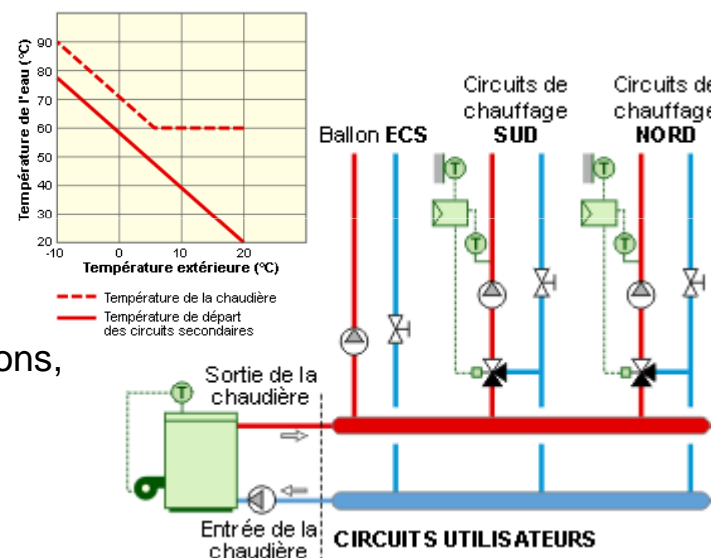 90
80
70
60
50
40
30
20
-10
0
10
20
Température de l'eau (°C)
Température extérieure (°C)
Température de la chaudière
Température de départ
des circuits secondaires
ons,
Circuits de
chauffage
SUD
Circuits de
chauffage
NORD
Ballon ECS
T
T
T
T
T
Sortie de la
chaudière
Entrée de la
chaudière
CIRCUITS UTILISATEURS